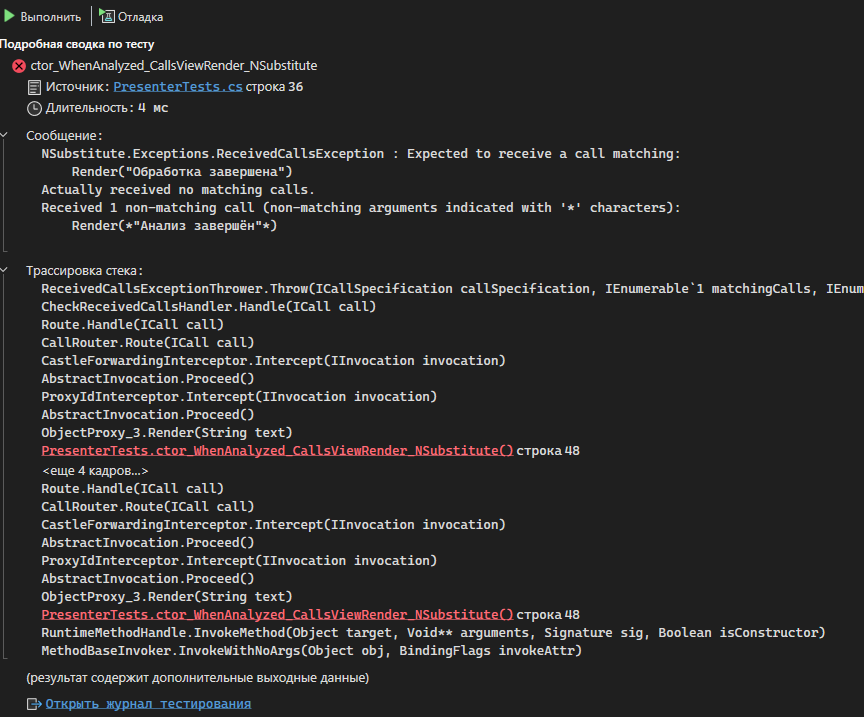 Выполнить Отладка
Подробная сводка по тесту
ctor_WhenAnalyzed_CallsViewRender_NSubstitute
Источник: PresenterTests.cs строка 36
Длительность: 4 мс
Сообщение:
NSubstitute.Exceptions.ReceivedCallsException : Expected to receive a call matching:
Render("Обработка завершена")
Actually received no matching calls.
Received 1 non-matching call (non-matching arguments indicated with '*' characters):
Render(*"Анализ завершён"*)
Трассировка стека:
ReceivedCallsExceptionThrower.Throw(ICallSpecification callSpecification, IEnumerable`1 matchingCalls, IEnum
CheckReceivedCallsHandler.Handle(ICall call)
Route.Handle(ICall call)
CallRouter.Route(ICall call)
CastleForwardingInterceptor.Intercept(IInvocation invocation)
AbstractInvocation.Proceed()
ProxyIdInterceptor.Intercept(IInvocation invocation)
AbstractInvocation.Proceed()
ObjectProxy_3.Render(String text)
PresenterTests.ctor_WhenAnalyzed_CallsViewRender_NSubstitute() строка 48
<еще 4 кадров...>
Route.Handle(ICall call)
CallRouter.Route(ICall call)
CastleForwardingInterceptor.Intercept(IInvocation invocation)
AbstractInvocation.Proceed()
ProxyIdInterceptor.Intercept(IInvocation invocation)
AbstractInvocation.Proceed()
ObjectProxy_3.Render(String text)
PresenterTests.ctor_WhenAnalyzed_CallsViewRender_NSubstitute() строка 48
RuntimeMethodHandle.InvokeMethod(Object target, Void** arguments, Signature sig, Boolean isConstructor)
MethodBaseInvoker.InvokeWithNoArgs(Object obj, BindingFlags invokeAttr)
(результат содержит дополнительные выходные данные)
Открыть журнал тестирования